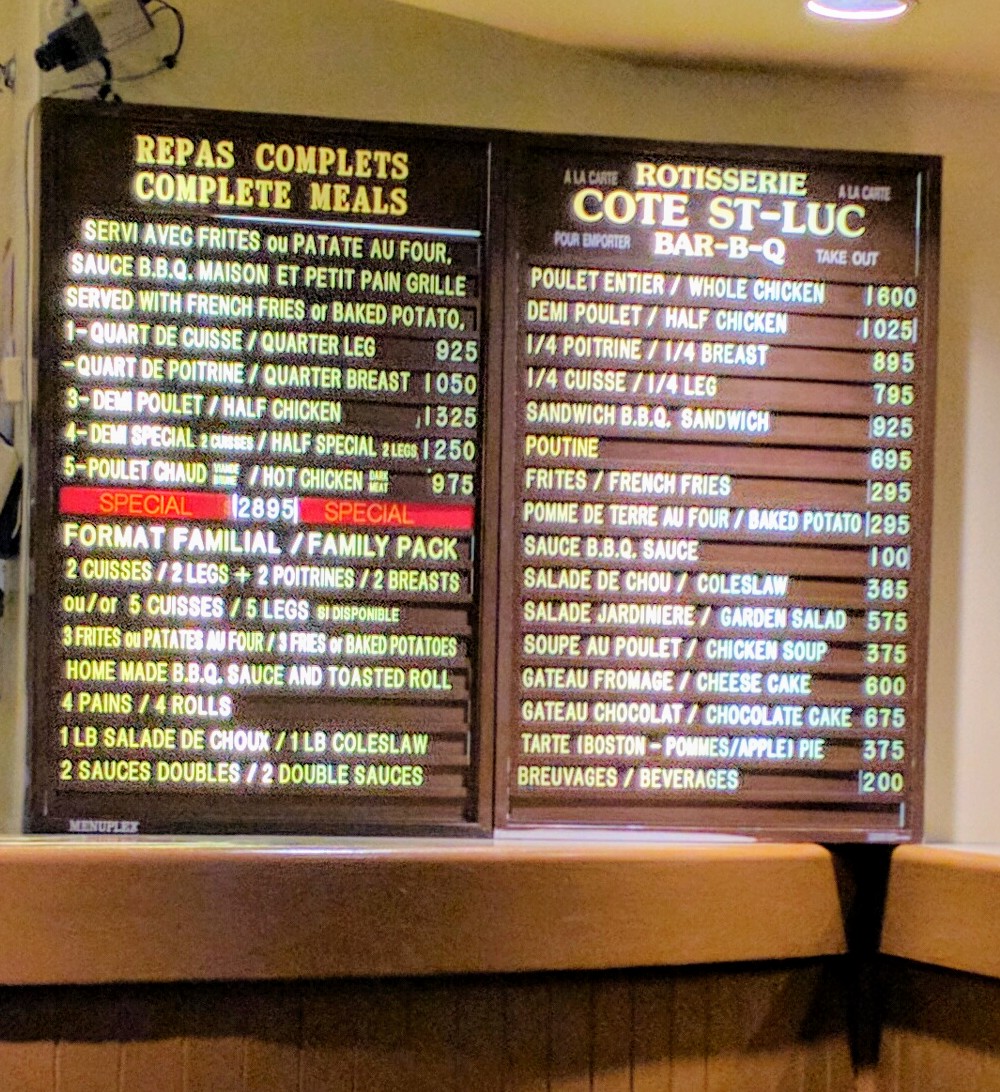 REPAS COMPLETS
COMPLETE MEALS
SERVI AVEC FRITES ou PATATE AU FOUR,
SAUCE B.B.Q. MAISON ET PETIT PAIN GRILLE
SERVED WITH FRENCH FRIES or BAKED POTATO,
1-QUART DE CUISSE / QUARTER LEG 925
-QUART DE POITRINE / QUARTER BREAST 1050
3-DEMI POULET / HALF CHICKEN 1325
4-DEMI SPECIAL 2 CUISSES / HALF SPECIAL 2 LEGS 1250
5-POULET CHAUD VIANDE BRUNE / HOT CHICKEN DARK MEAT 975
SPECIAL 2895 SPECIAL
FORMAT FAMILIAL / FAMILY PACK
2 CUISSES / 2 LEGS + 2 POITRINES / 2 BREASTS
ou/or 5 CUISSES / 5 LEGS SI DISPONIBLE
3 FRITES ou PATATES AU FOUR / 3 FRIES or BAKED POTATOES
HOME MADE B.B.Q. SAUCE AND TOASTED ROLL
4 PAINS / 4 ROLLS
1 LB SALADE DE CHOUX / 1 LB COLESLAW
2 SAUCES DOUBLES / 2 DOUBLE SAUCES
MENUPLEX
A LA CARTE ROTISSERIE A LA CARTE
COTE ST-LUC
POUR EMPORTER BAR-B-Q TAKE OUT
POULET ENTIER / WHOLE CHICKEN 1600
DEMI POULET / HALF CHICKEN 1025
1/4 POITRINE / 1/4 BREAST 895
1/4 CUISSE / 1/4 LEG 795
SANDWICH B.B.Q. SANDWICH 925
POUTINE 695
FRITES / FRENCH FRIES 295
POMME DE TERRE AU FOUR / BAKED POTATO 295
SAUCE B.B.Q. SAUCE 100
SALADE DE CHOU / COLESLAW 385
SALADE JARDINIERE / GARDEN SALAD 575
SOUPE AU POULET / CHICKEN SOUP 375
GATEAU FROMAGE / CHEESE CAKE 600
GATEAU CHOCOLAT / CHOCOLATE CAKE 675
TARTE (BOSTON - POMMES/APPLE) PIE 375
BREUVAGES / BEVERAGES 200